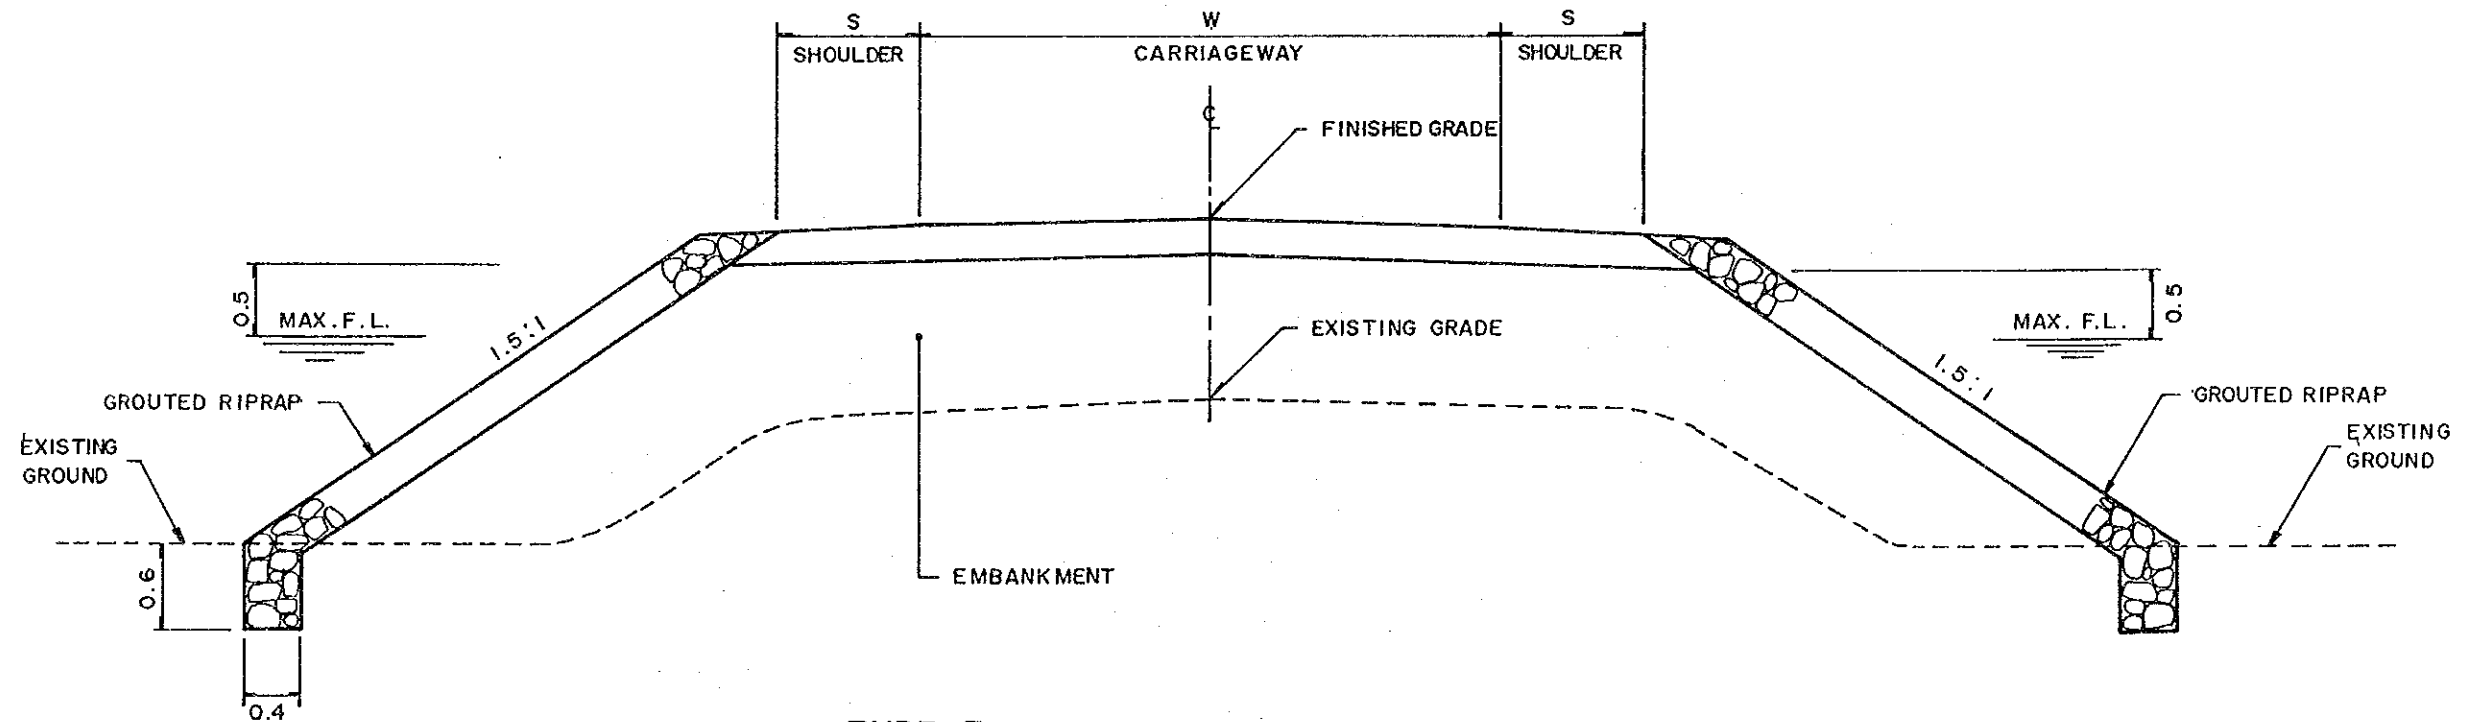 S
W
S
SHOULDER
CARRIAGEWAY
SHOULDER
℄
FINISHED GRADE
0.5
MAX. F.L.
1.5:1
EXISTING GRADE
MAX. F.L.
0.5
1.5:1
GROUTED RIPRAP
GROUTED RIPRAP
EXISTING
GROUND
EXISTING
GROUND
0.6
EMBANKMENT
0.4